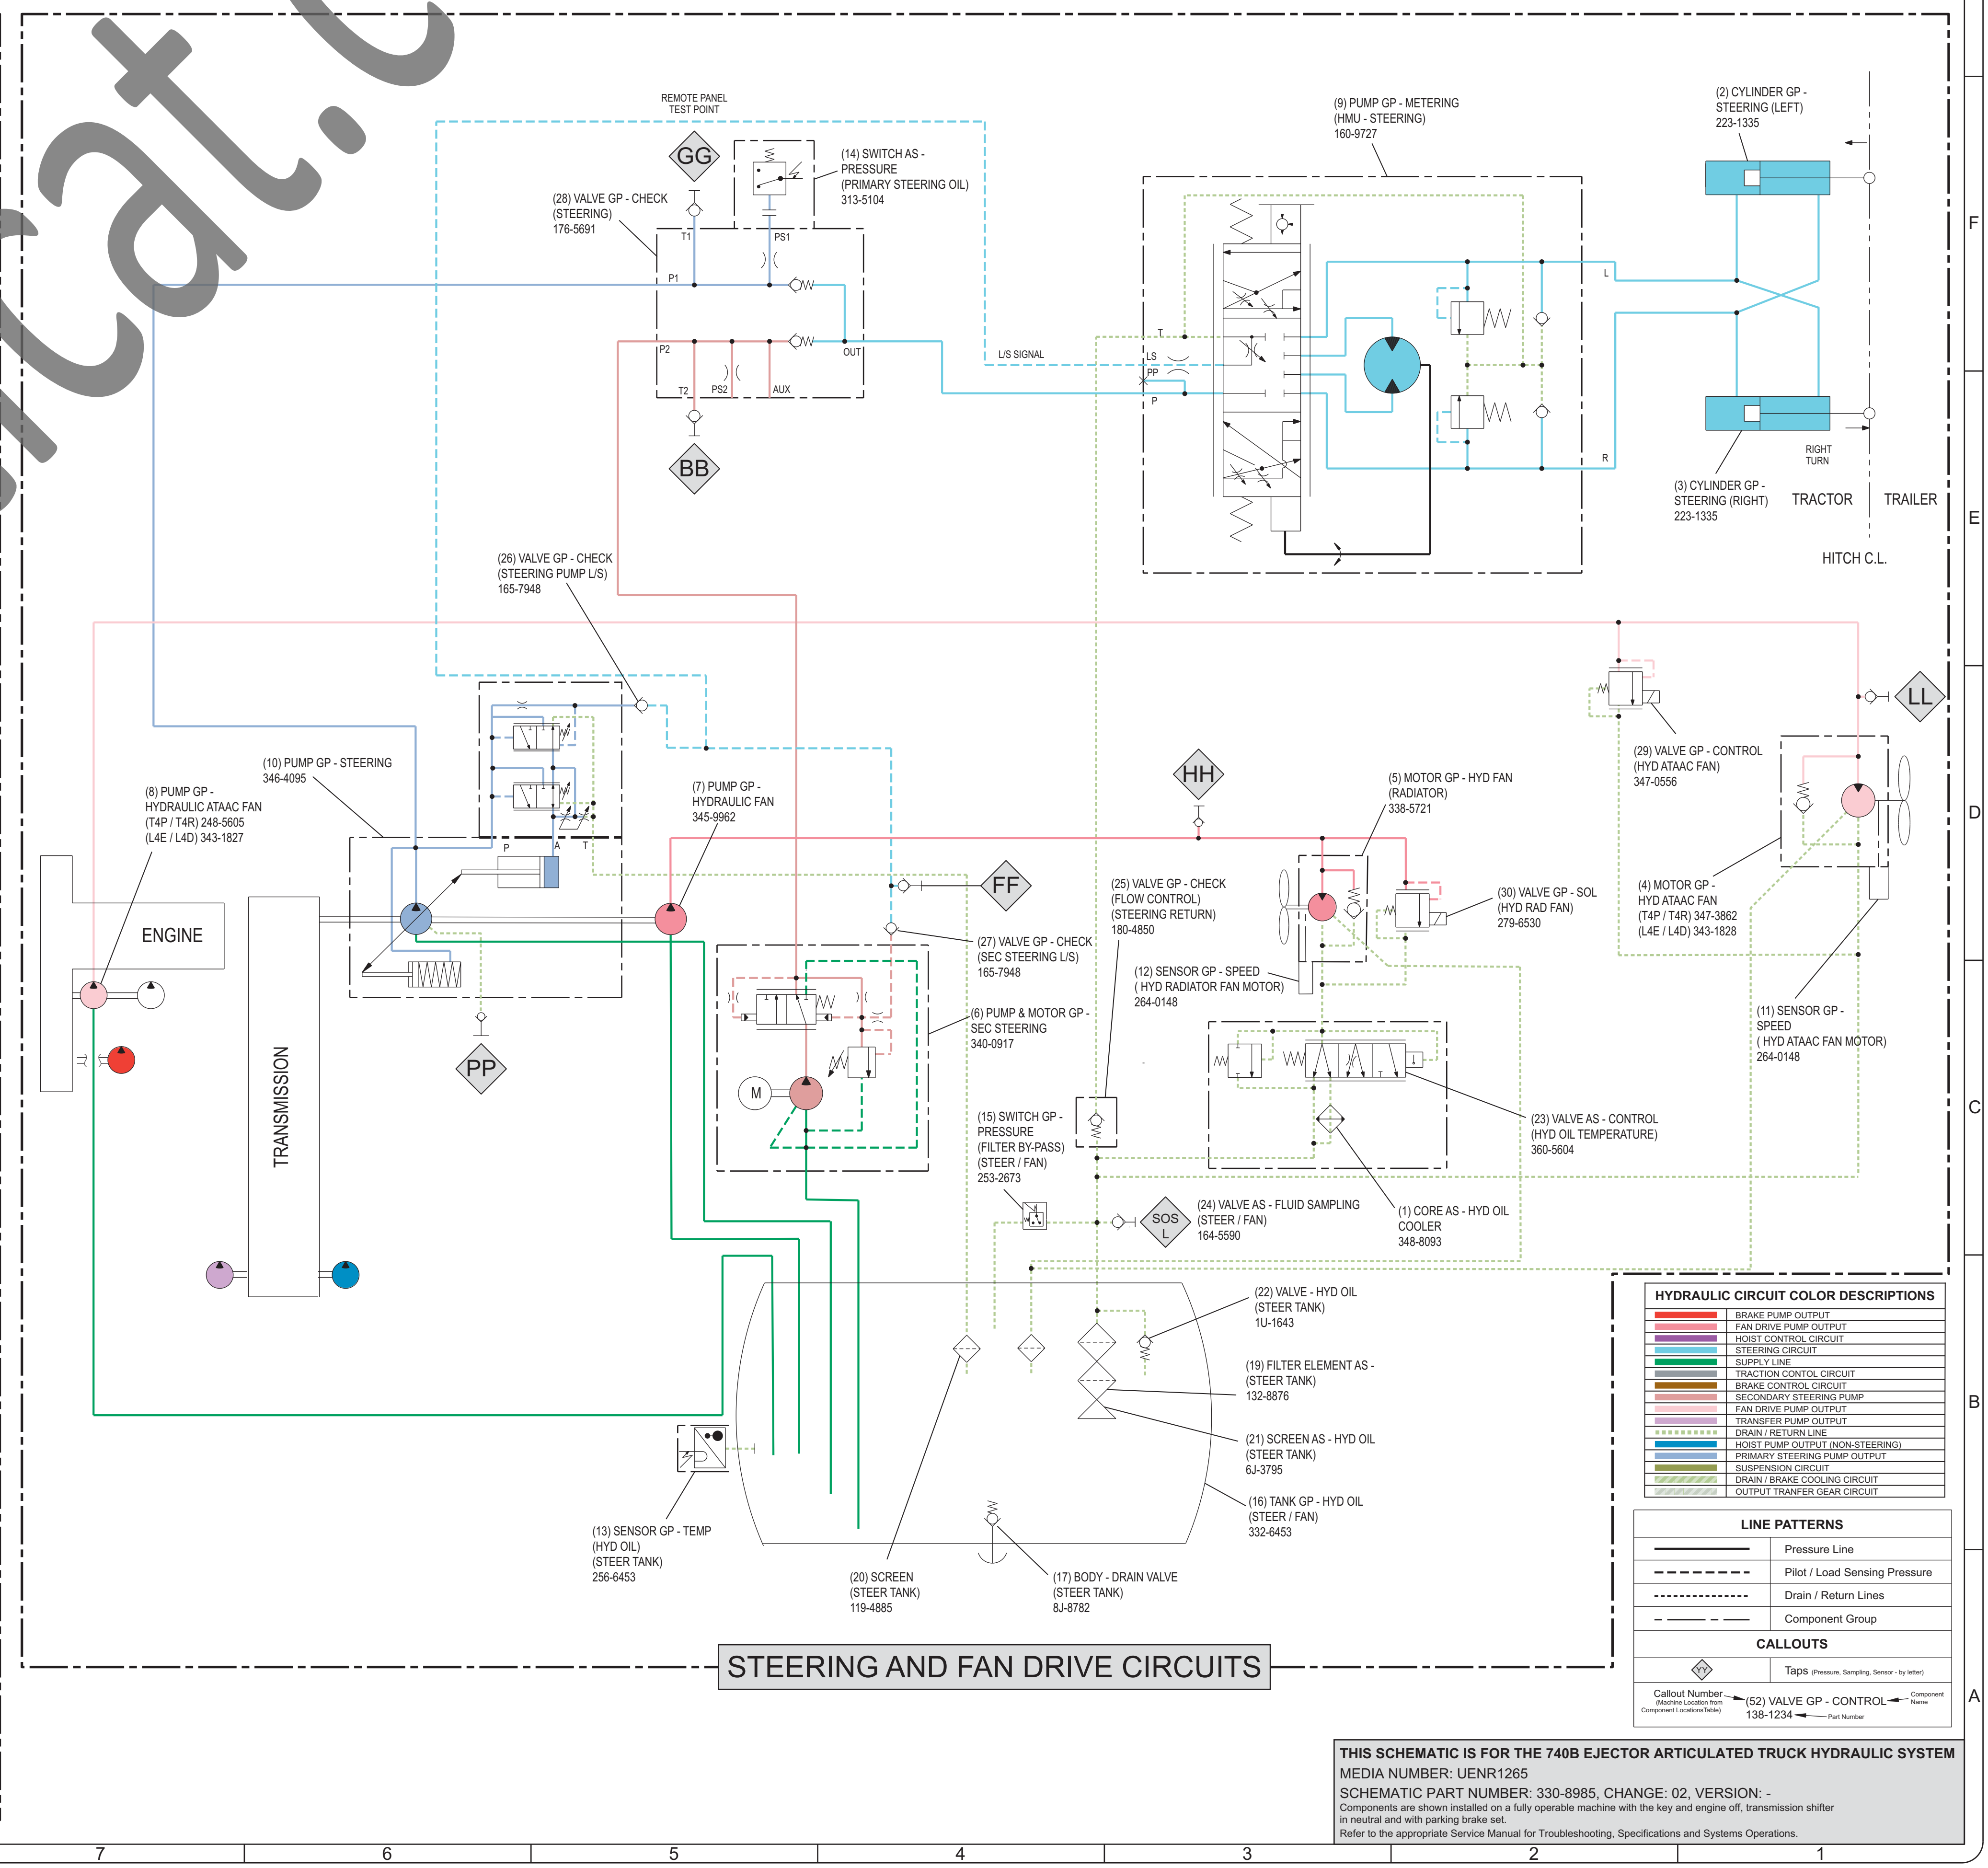 REMOTE PANEL
TEST POINT
GG
(14) SWITCH AS -
PRESSURE
(PRIMARY STEERING OIL)
313-5104
(28) VALVE GP - CHECK
(STEERING)
176-5691
T1
PS1
P1
P2
OUT
T2
PS2
AUX
BB
L/S SIGNAL
(9) PUMP GP - METERING
(HMU - STEERING)
160-9727
T
LS
PP
P
L
R
(2) CYLINDER GP -
STEERING (LEFT)
223-1335
(3) CYLINDER GP -
STEERING (RIGHT)
223-1335
RIGHT
TURN
TRACTOR
TRAILER
HITCH C.L.
F
E
D
C
B
A
(26) VALVE GP - CHECK
(STEERING PUMP L/S)
165-7948
(10) PUMP GP - STEERING
346-4095
(8) PUMP GP -
HYDRAULIC ATAAC FAN
(T4P / T4R) 248-5605
(L4E / L4D) 343-1827
(7) PUMP GP -
HYDRAULIC FAN
345-9962
P
A
T
ENGINE
TRANSMISSION
PP
HH
FF
LL
(29) VALVE GP - CONTROL
(HYD ATAAC FAN)
347-0556
(5) MOTOR GP - HYD FAN
(RADIATOR)
338-5721
(25) VALVE GP - CHECK
(FLOW CONTROL)
(STEERING RETURN)
180-4850
(30) VALVE GP - SOL
(HYD RAD FAN)
279-6530
(4) MOTOR GP -
HYD ATAAC FAN
(T4P / T4R) 347-3862
(L4E / L4D) 343-1828
(27) VALVE GP - CHECK
(SEC STEERING L/S)
165-7948
(12) SENSOR GP - SPEED
( HYD RADIATOR FAN MOTOR)
264-0148
(6) PUMP & MOTOR GP -
SEC STEERING
340-0917
(11) SENSOR GP -
SPEED
( HYD ATAAC FAN MOTOR)
264-0148
M
(15) SWITCH GP -
PRESSURE
(FILTER BY-PASS)
(STEER / FAN)
253-2673
(23) VALVE AS - CONTROL
(HYD OIL TEMPERATURE)
360-5604
SOS
L
(24) VALVE AS - FLUID SAMPLING
(STEER / FAN)
164-5590
(1) CORE AS - HYD OIL
COOLER
348-8093
(22) VALVE - HYD OIL
(STEER TANK)
1U-1643
(19) FILTER ELEMENT AS -
(STEER TANK)
132-8876
(21) SCREEN AS - HYD OIL
(STEER TANK)
6J-3795
(16) TANK GP - HYD OIL
(STEER / FAN)
332-6453
(13) SENSOR GP - TEMP
(HYD OIL)
(STEER TANK)
256-6453
(20) SCREEN
(STEER TANK)
119-4885
(17) BODY - DRAIN VALVE
(STEER TANK)
8J-8782
STEERING AND FAN DRIVE CIRCUITS
HYDRAULIC CIRCUIT COLOR DESCRIPTIONS
BRAKE PUMP OUTPUT
FAN DRIVE PUMP OUTPUT
HOIST CONTROL CIRCUIT
STEERING CIRCUIT
SUPPLY LINE
TRACTION CONTOL CIRCUIT
BRAKE CONTROL CIRCUIT
SECONDARY STEERING PUMP
FAN DRIVE PUMP OUTPUT
TRANSFER PUMP OUTPUT
DRAIN / RETURN LINE
HOIST PUMP OUTPUT (NON-STEERING)
PRIMARY STEERING PUMP OUTPUT
SUSPENSION CIRCUIT
DRAIN / BRAKE COOLING CIRCUIT
OUTPUT TRANFER GEAR CIRCUIT
LINE PATTERNS
Pressure Line
Pilot / Load Sensing Pressure
Drain / Return Lines
Component Group
CALLOUTS
YY
Taps (Pressure, Sampling, Sensor - by letter)
Callout Number
(Machine Location from
Component LocationsTable)
(52) VALVE GP - CONTROL
138-1234
Component
Name
Part Number
THIS SCHEMATIC IS FOR THE 740B EJECTOR ARTICULATED TRUCK HYDRAULIC SYSTEM
MEDIA NUMBER: UENR1265
SCHEMATIC PART NUMBER: 330-8985, CHANGE: 02, VERSION: -
Components are shown installed on a fully operable machine with the key and engine off, transmission shifter
in neutral and with parking brake set.
Refer to the appropriate Service Manual for Troubleshooting, Specifications and Systems Operations.
7
6
5
4
3
2
1